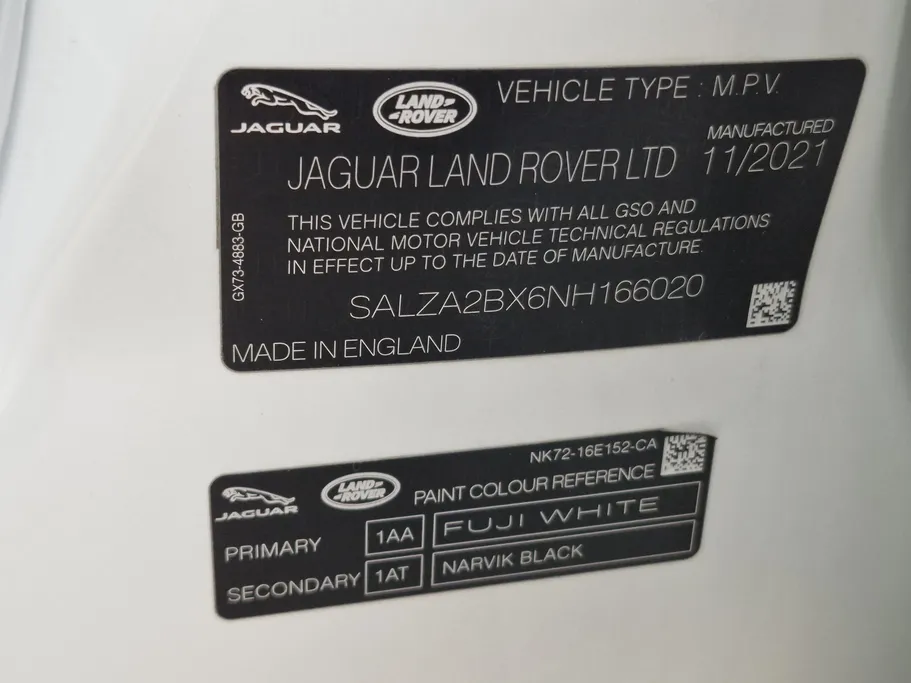 JAGUAR
LAND-
-ROVER
VEHICLE TYPE : M.P.V.
MANUFACTURED
JAGUAR LAND ROVER LTD 11/2021
THIS VEHICLE COMPLIES WITH ALL GSO AND
NATIONAL MOTOR VEHICLE TECHNICAL REGULATIONS
IN EFFECT UP TO THE DATE OF MANUFACTURE.
SALZA2BX6NH166020
MADE IN ENGLAND
GX73-4883-GB
NK72-16E152-CA
JAGUAR
LAND-
-ROVER
PAINT COLOUR REFERENCE
PRIMARY 1AA FUJI WHITE
SECONDARY 1AT NARVIK BLACK